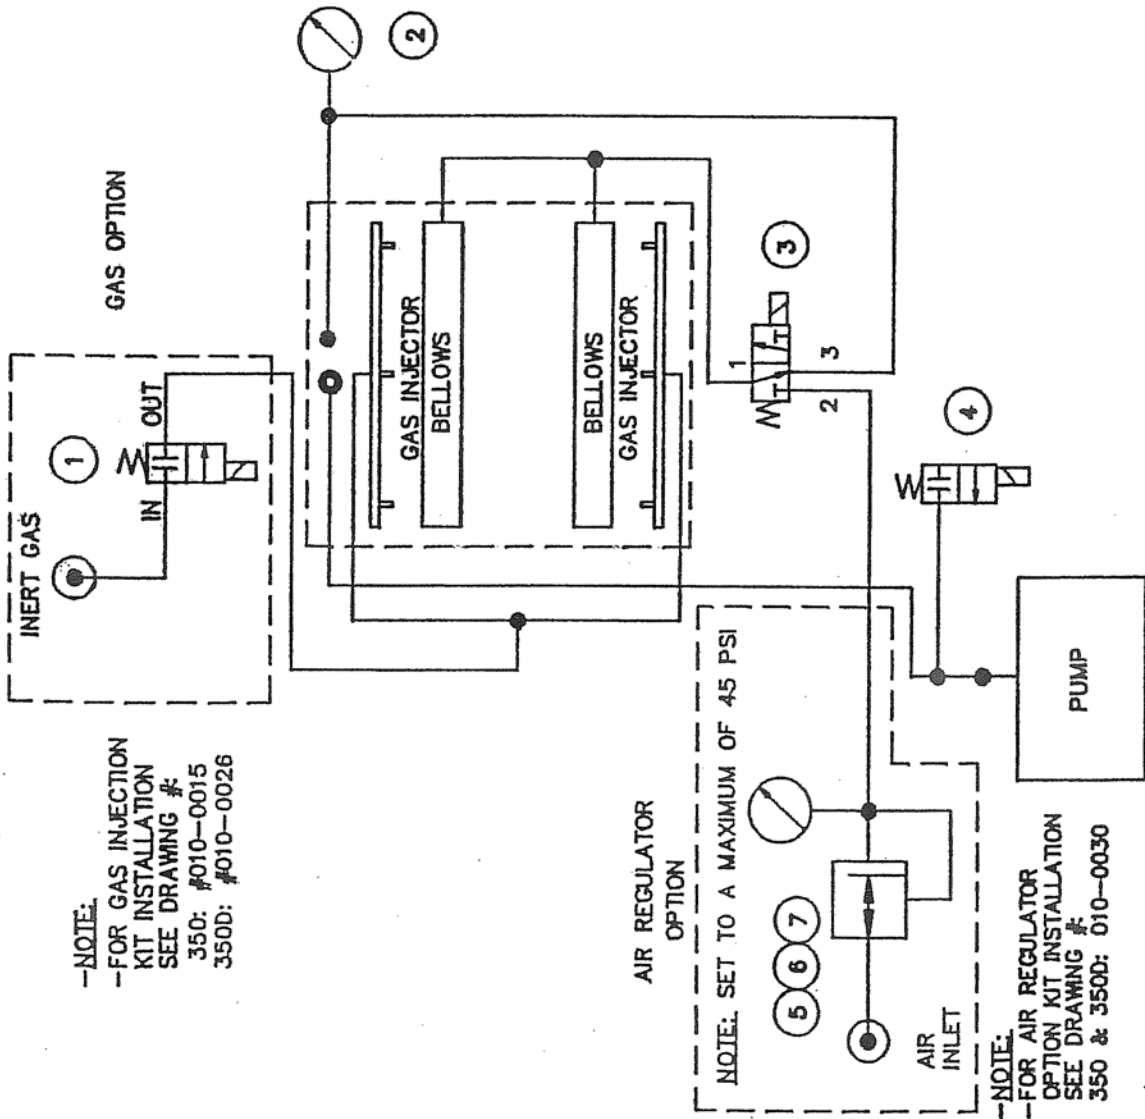 -NOTE:
-FOR GAS INJECTION
KIT INSTALLATION
SEE DRAWING #:
350: #010-0015
350D: #010-0026
INERT GAS
IN
OUT
1
GAS OPTION
2
GAS INJECTOR
BELLOWS
BELLOWS
GAS INJECTOR
1
2
3
3
4
AIR REGULATOR
OPTION
NOTE: SET TO A MAXIMUM OF 45 PSI
5
6
7
AIR
INLET
PUMP
-NOTE:
-FOR AIR REGULATOR
OPTION KIT INSTALLATION
SEE DRAWING #:
350 & 350D: 010-0030